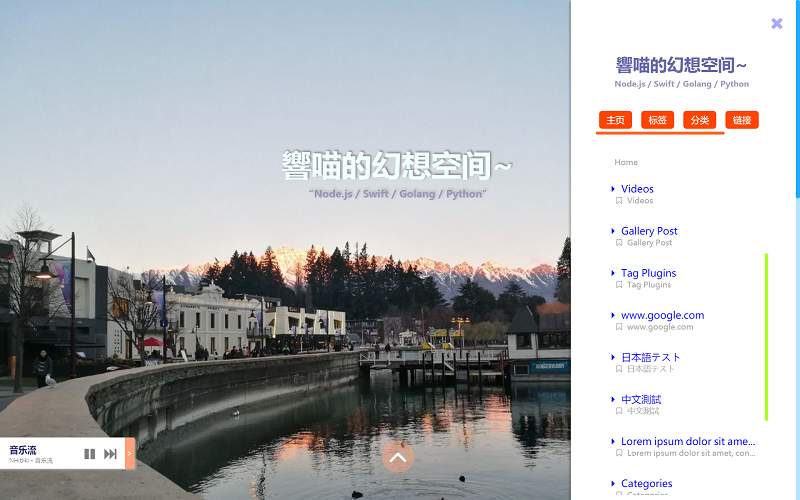 響喵的幻想空间~
"Node.js / Swift / Golang / Python"
音乐流
音乐流
響喵的幻想空间~
Node.js / Swift / Golang / Python
主页 标签 分类 链接
Home
Videos
Videos
Gallery Post
Gallery Post
Tag Plugins
Tag Plugins
www.google.com
www.google.com
日本語テスト
日本語テスト
中文測試
中文測試
Lorem ipsum dolor sit ame...
Lorem ipsum dolor sit amet, con...
Categories
Categories